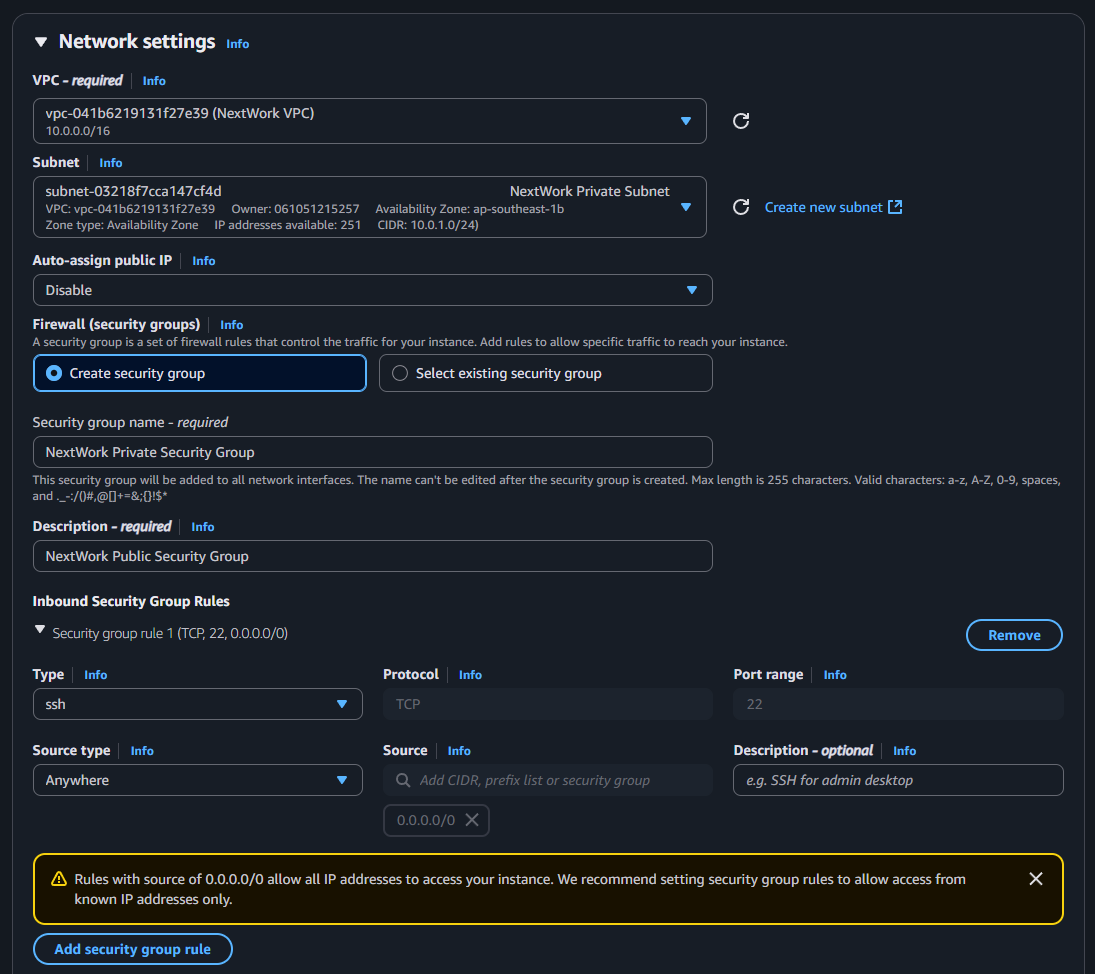 Network settings Info
VPC - required Info
vpc-041b6219131f27e39 (NextWork VPC)
10.0.0.0/16
Subnet Info
subnet-03218f7cca147cf4d NextWork Private Subnet
VPC: vpc-041b6219131f27e39 Owner: 061051215257 Availability Zone: ap-southeast-1b
Zone type: Availability Zone IP addresses available: 251 CIDR: 10.0.1.0/24)
Create new subnet
Auto-assign public IP Info
Disable
Firewall (security groups) Info
A security group is a set of firewall rules that control the traffic for your instance. Add rules to allow specific traffic to reach your instance.
Create security group Select existing security group
Security group name - required
NextWork Private Security Group
This security group will be added to all network interfaces. The name can't be edited after the security group is created. Max length is 255 characters. Valid characters: a-z, A-Z, 0-9, spaces,
and ._-:/()#,@[]+=&;{}!$*
Description - required Info
NextWork Public Security Group
Inbound Security Group Rules
Security group rule 1 (TCP, 22, 0.0.0.0/0)
Remove
Type Info Protocol Info Port range Info
ssh TCP 22
Source type Info Source Info Description - optional Info
Anywhere Add CIDR, prefix list or security group e.g. SSH for admin desktop
0.0.0.0/0
Rules with source of 0.0.0.0/0 allow all IP addresses to access your instance. We recommend setting security group rules to allow access from
known IP addresses only.
Add security group rule